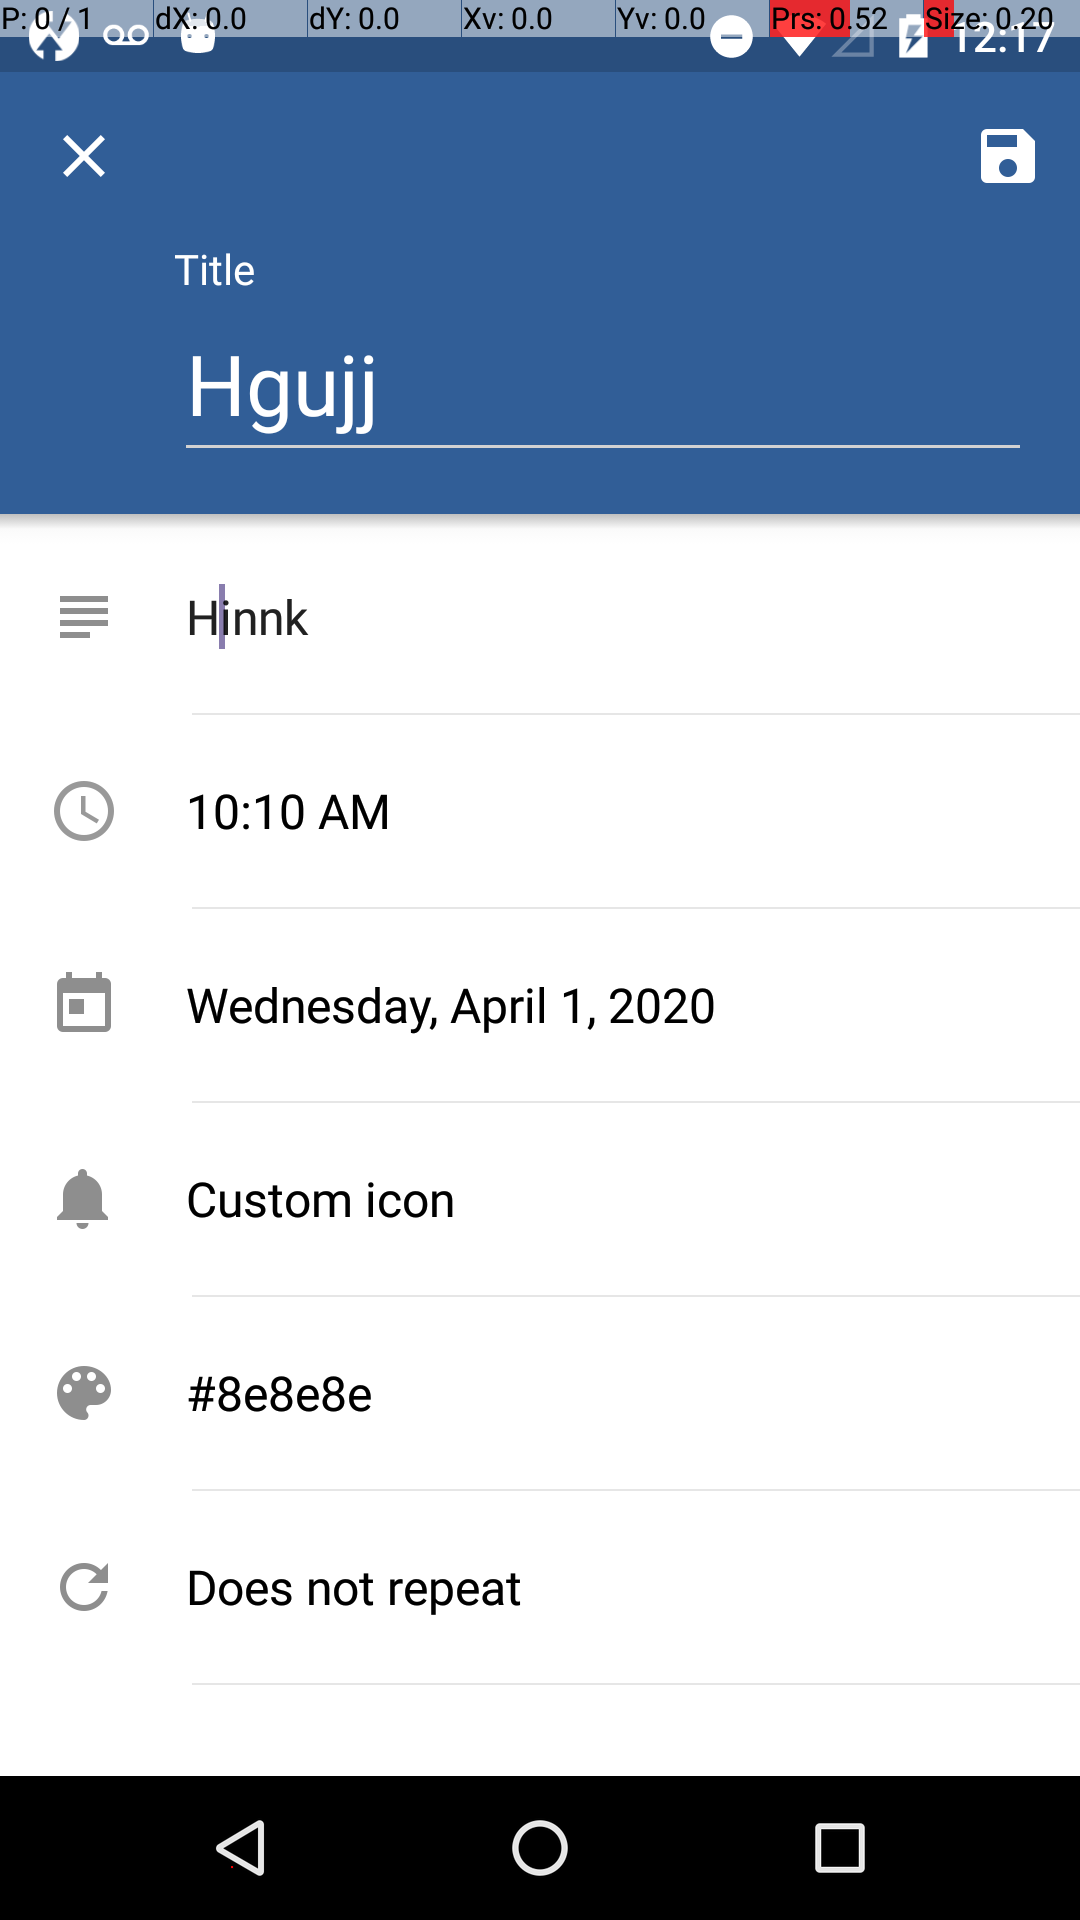 P: 0 / 1 dX: 0.0 dY: 0.0 Xv: 0.0 Yv: 0.0 Prs: 0.52 Size: 0.20
12:17
Title
Hgujj
Hinnk
10:10 AM
Wednesday, April 1, 2020
Custom icon
#8e8e8e
Does not repeat